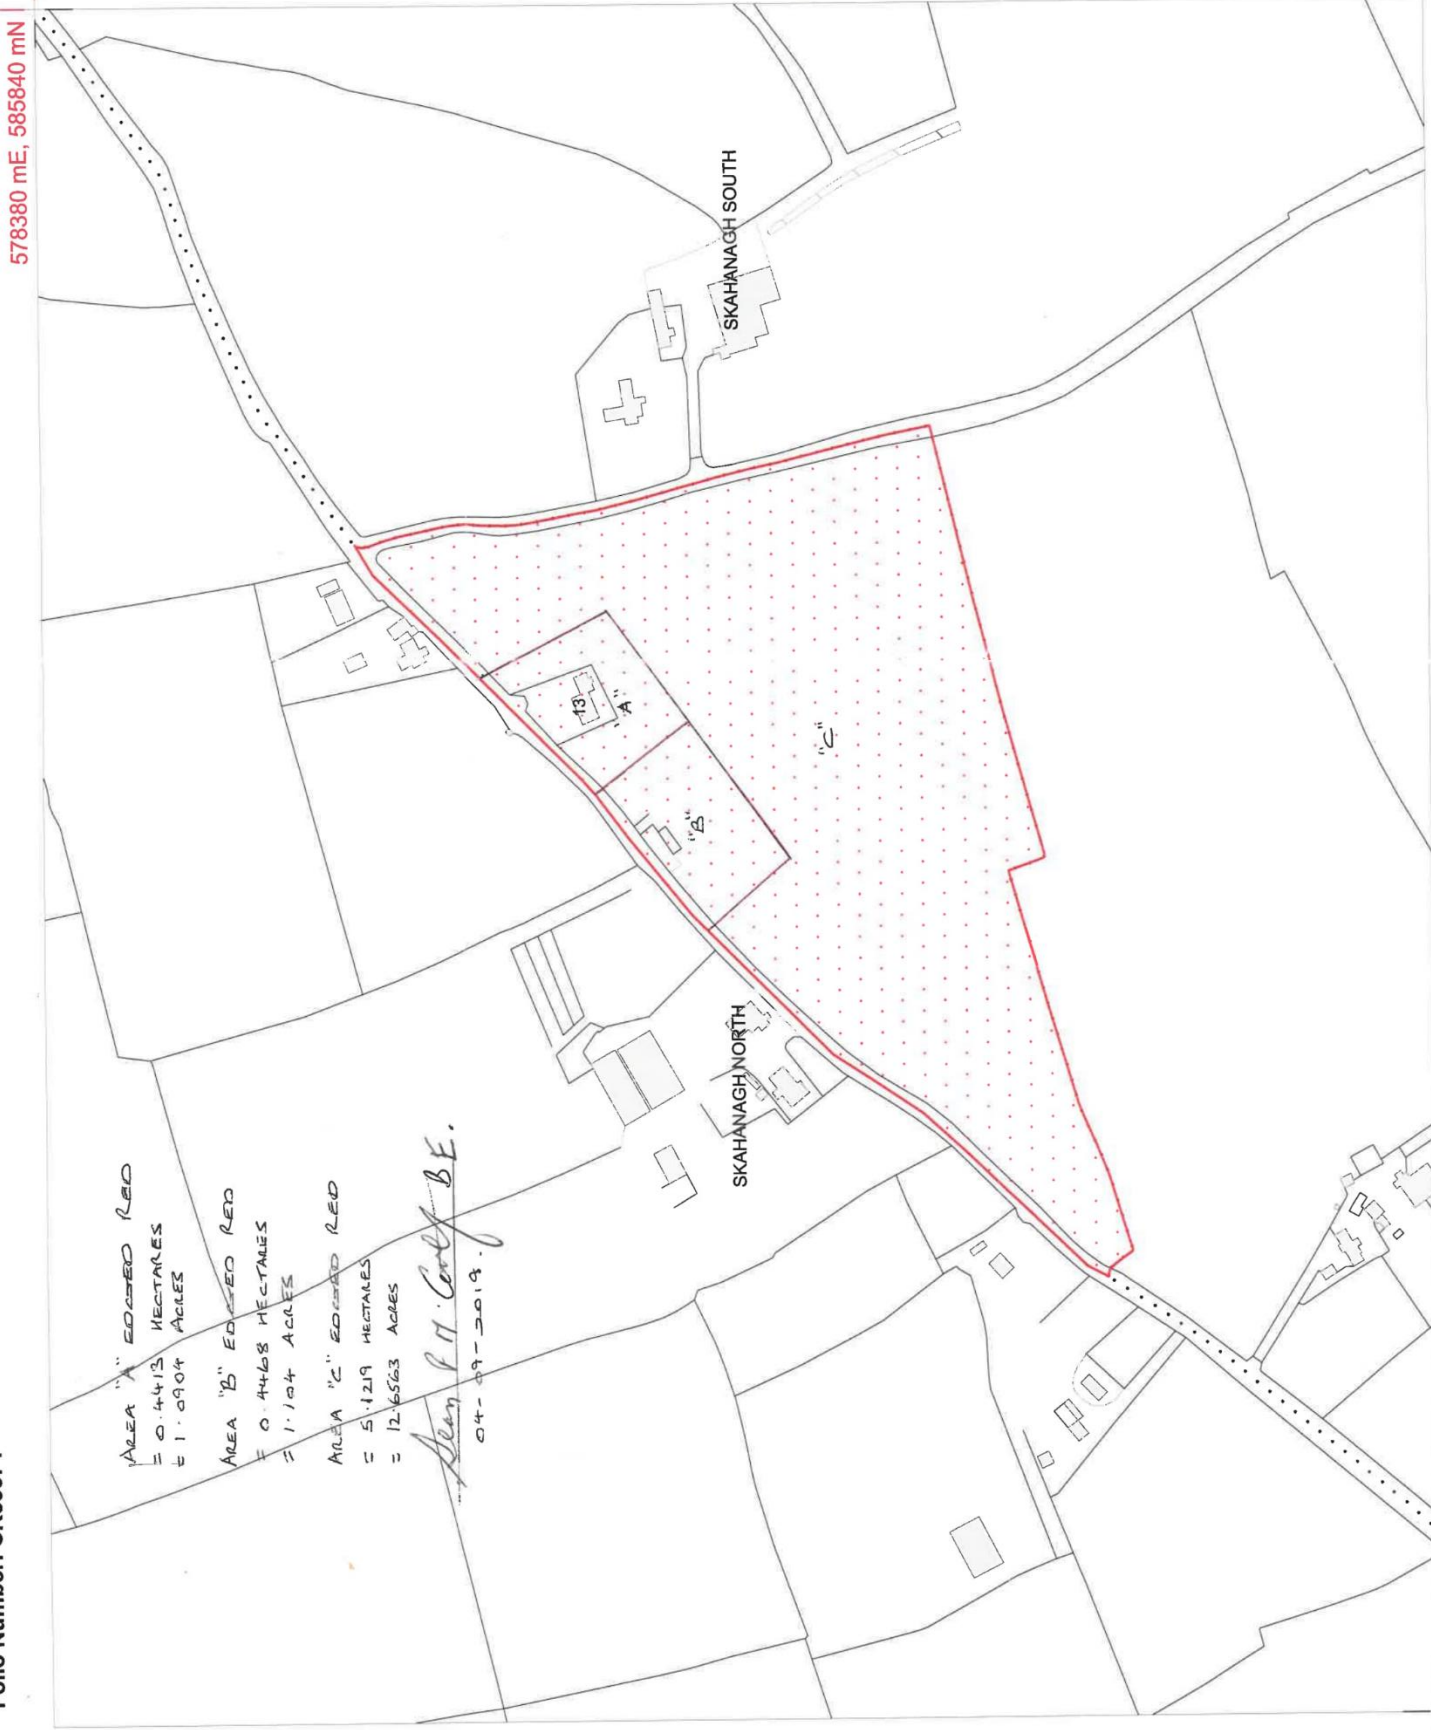 578380 mE, 585840 mN
AREA "A" EDGED RED
= 0.4413 HECTARES
= 1.0904 ACRES
AREA "B" EDGED RED
= 0.4468 HECTARES
= 1.104 ACRES
AREA "C" EDGED RED
= 5.1219 HECTARES
= 12.6563 ACRES
B.E.
04-09-2019.
SKAHANAGH NORTH
SKAHANAGH SOUTH
13
"A"
"B"
"C"